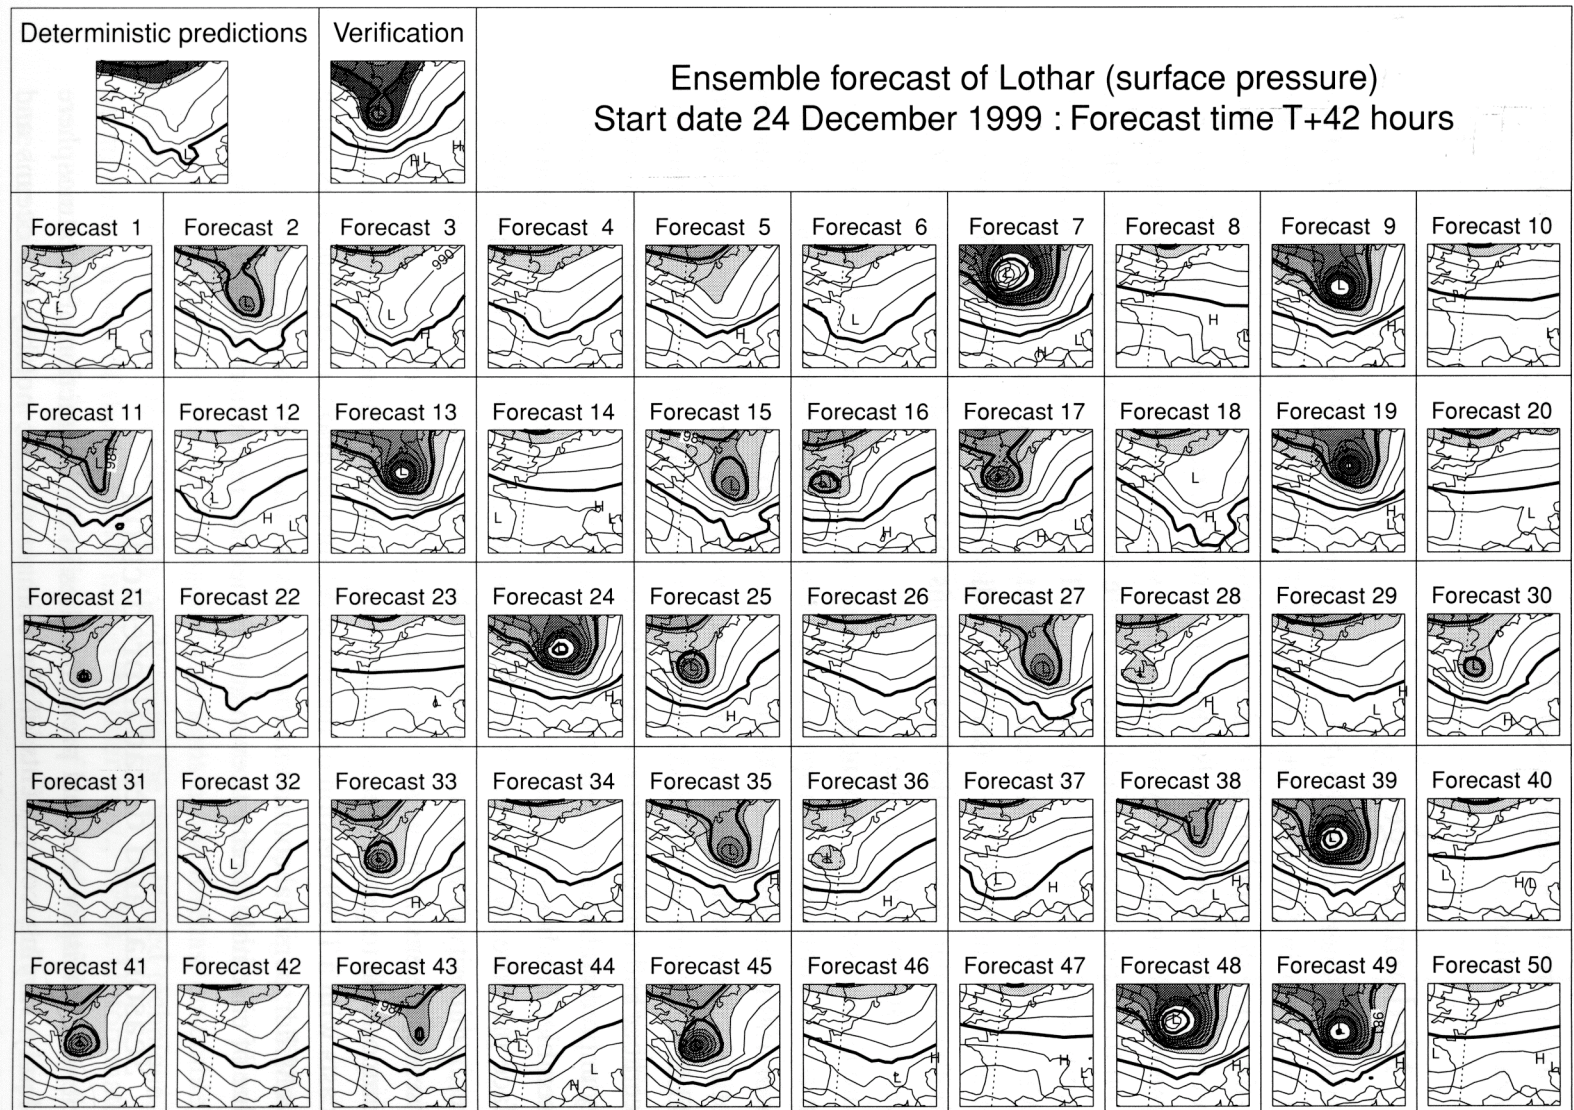 Deterministic predictions
Verification
Ensemble forecast of Lothar (surface pressure)
Start date 24 December 1999 : Forecast time T+42 hours
L
L
H L H
Forecast 1 Forecast 2 Forecast 3 Forecast 4 Forecast 5 Forecast 6 Forecast 7 Forecast 8 Forecast 9 Forecast 10
990
Forecast 11 Forecast 12 Forecast 13 Forecast 14 Forecast 15 Forecast 16 Forecast 17 Forecast 18 Forecast 19 Forecast 20
984
Forecast 21 Forecast 22 Forecast 23 Forecast 24 Forecast 25 Forecast 26 Forecast 27 Forecast 28 Forecast 29 Forecast 30
Forecast 31 Forecast 32 Forecast 33 Forecast 34 Forecast 35 Forecast 36 Forecast 37 Forecast 38 Forecast 39 Forecast 40
Forecast 41 Forecast 42 Forecast 43 Forecast 44 Forecast 45 Forecast 46 Forecast 47 Forecast 48 Forecast 49 Forecast 50
984